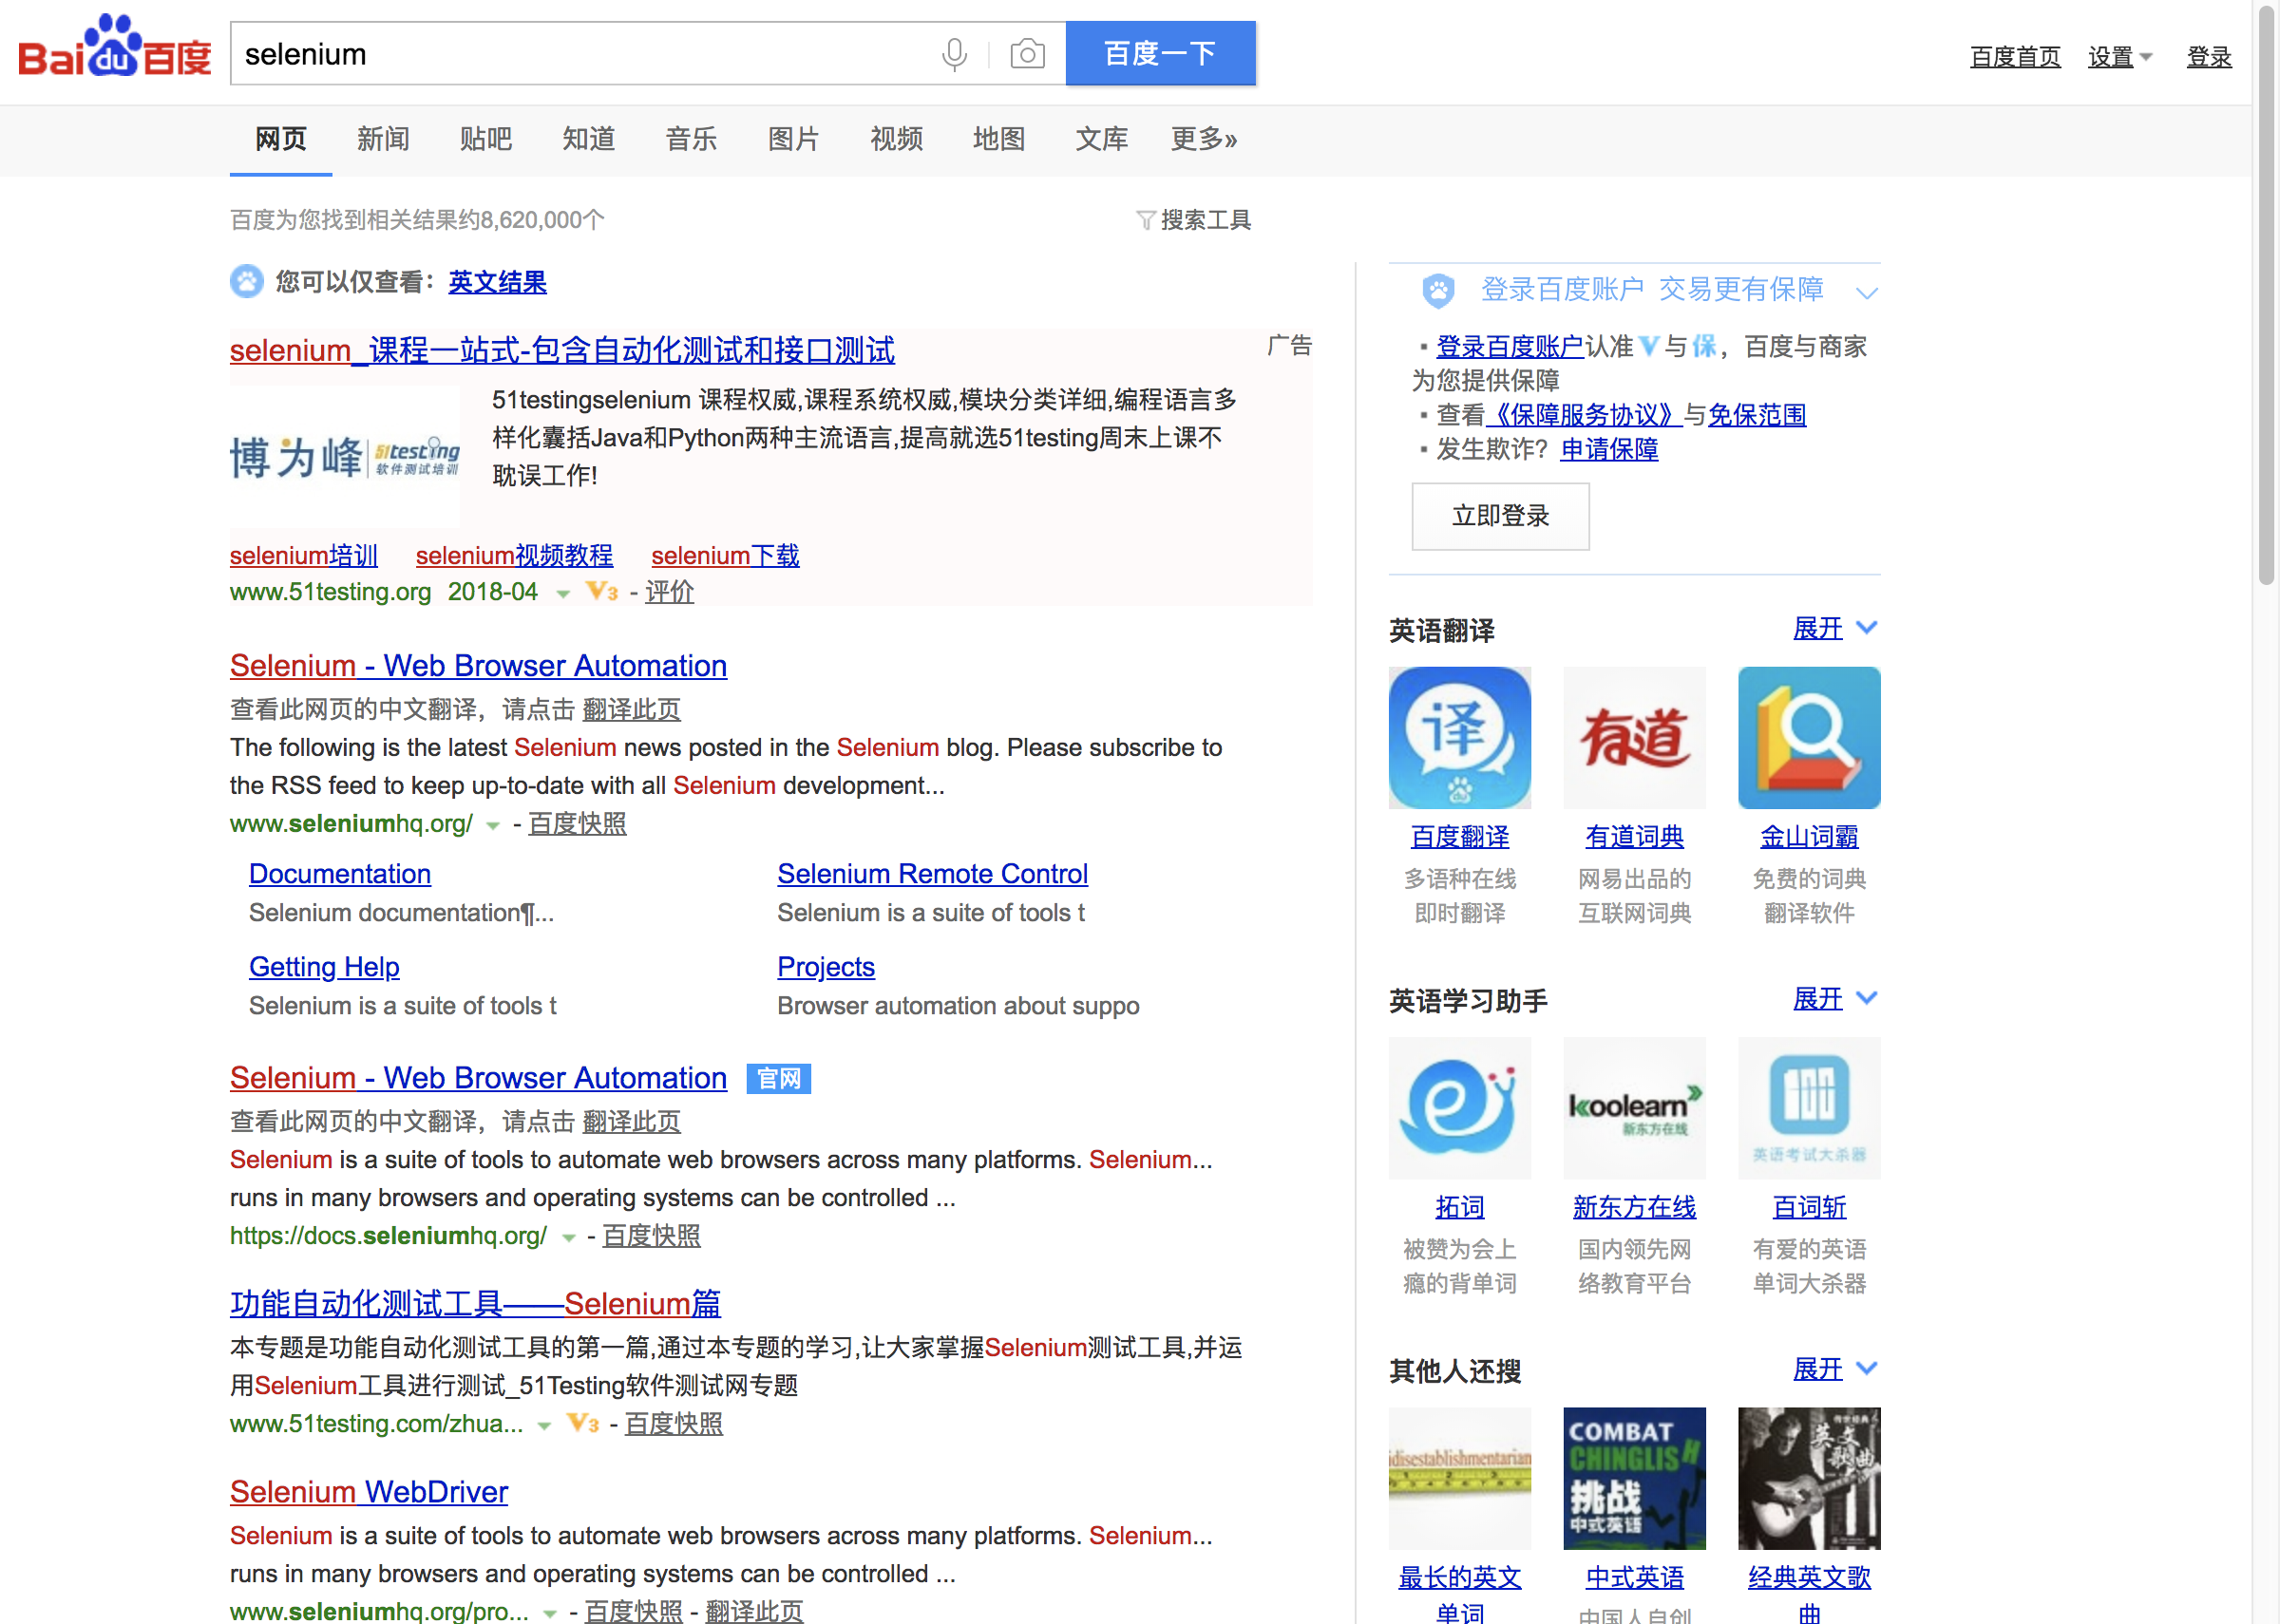 Baidu百度
selenium
百度一下
百度首页 设置 登录
网页 新闻 贴吧 知道 音乐 图片 视频 地图 文库 更多»
百度为您找到相关结果约8,620,000个
搜索工具
您可以仅查看：英文结果
selenium_课程一站式-包含自动化测试和接口测试
广告
博为峰 51testing 软件测试培训
51testingselenium 课程权威,课程系统权威,模块分类详细,编程语言多
样化囊括Java和Python两种主流语言,提高就选51testing周末上课不
耽误工作!
selenium培训 selenium视频教程 selenium下载
www.51testing.org 2018-04 V3 - 评价
Selenium - Web Browser Automation
查看此网页的中文翻译，请点击 翻译此页
The following is the latest Selenium news posted in the Selenium blog. Please subscribe to
the RSS feed to keep up-to-date with all Selenium development...
www.seleniumhq.org/ - 百度快照
Documentation
Selenium documentation¶...
Selenium Remote Control
Selenium is a suite of tools t
Getting Help
Selenium is a suite of tools t
Projects
Browser automation about suppo
Selenium - Web Browser Automation 官网
查看此网页的中文翻译，请点击 翻译此页
Selenium is a suite of tools to automate web browsers across many platforms. Selenium...
runs in many browsers and operating systems can be controlled ...
https://docs.seleniumhq.org/ - 百度快照
功能自动化测试工具——Selenium篇
本专题是功能自动化测试工具的第一篇,通过本专题的学习,让大家掌握Selenium测试工具,并运
用Selenium工具进行测试_51Testing软件测试网专题
www.51testing.com/zhua... V3 - 百度快照
Selenium WebDriver
Selenium is a suite of tools to automate web browsers across many platforms. Selenium...
runs in many browsers and operating systems can be controlled ...
www.seleniumhq.org/pro... - 百度快照 - 翻译此页
登录百度账户 交易更有保障
▪ 登录百度账户认准V与保，百度与商家
为您提供保障
▪ 查看《保障服务协议》与免保范围
▪ 发生欺诈？申请保障
立即登录
英语翻译 展开
译 du
有道
百度翻译 有道词典 金山词霸
多语种在线 网易出品的 免费的词典
即时翻译 互联网词典 翻译软件
英语学习助手 展开
koolearn
新东方在线
英语考试大杀器
拓词 新东方在线 百词斩
被赞为会上 国内领先网 有爱的英语
瘾的背单词 络教育平台 单词大杀器
其他人还搜 展开
idisestablishmentarian
COMBAT
CHINGLISH
挑战
中式英语
传世经典
英文
歌曲
最长的英文 中式英语 经典英文歌
单词 中国人自创 曲